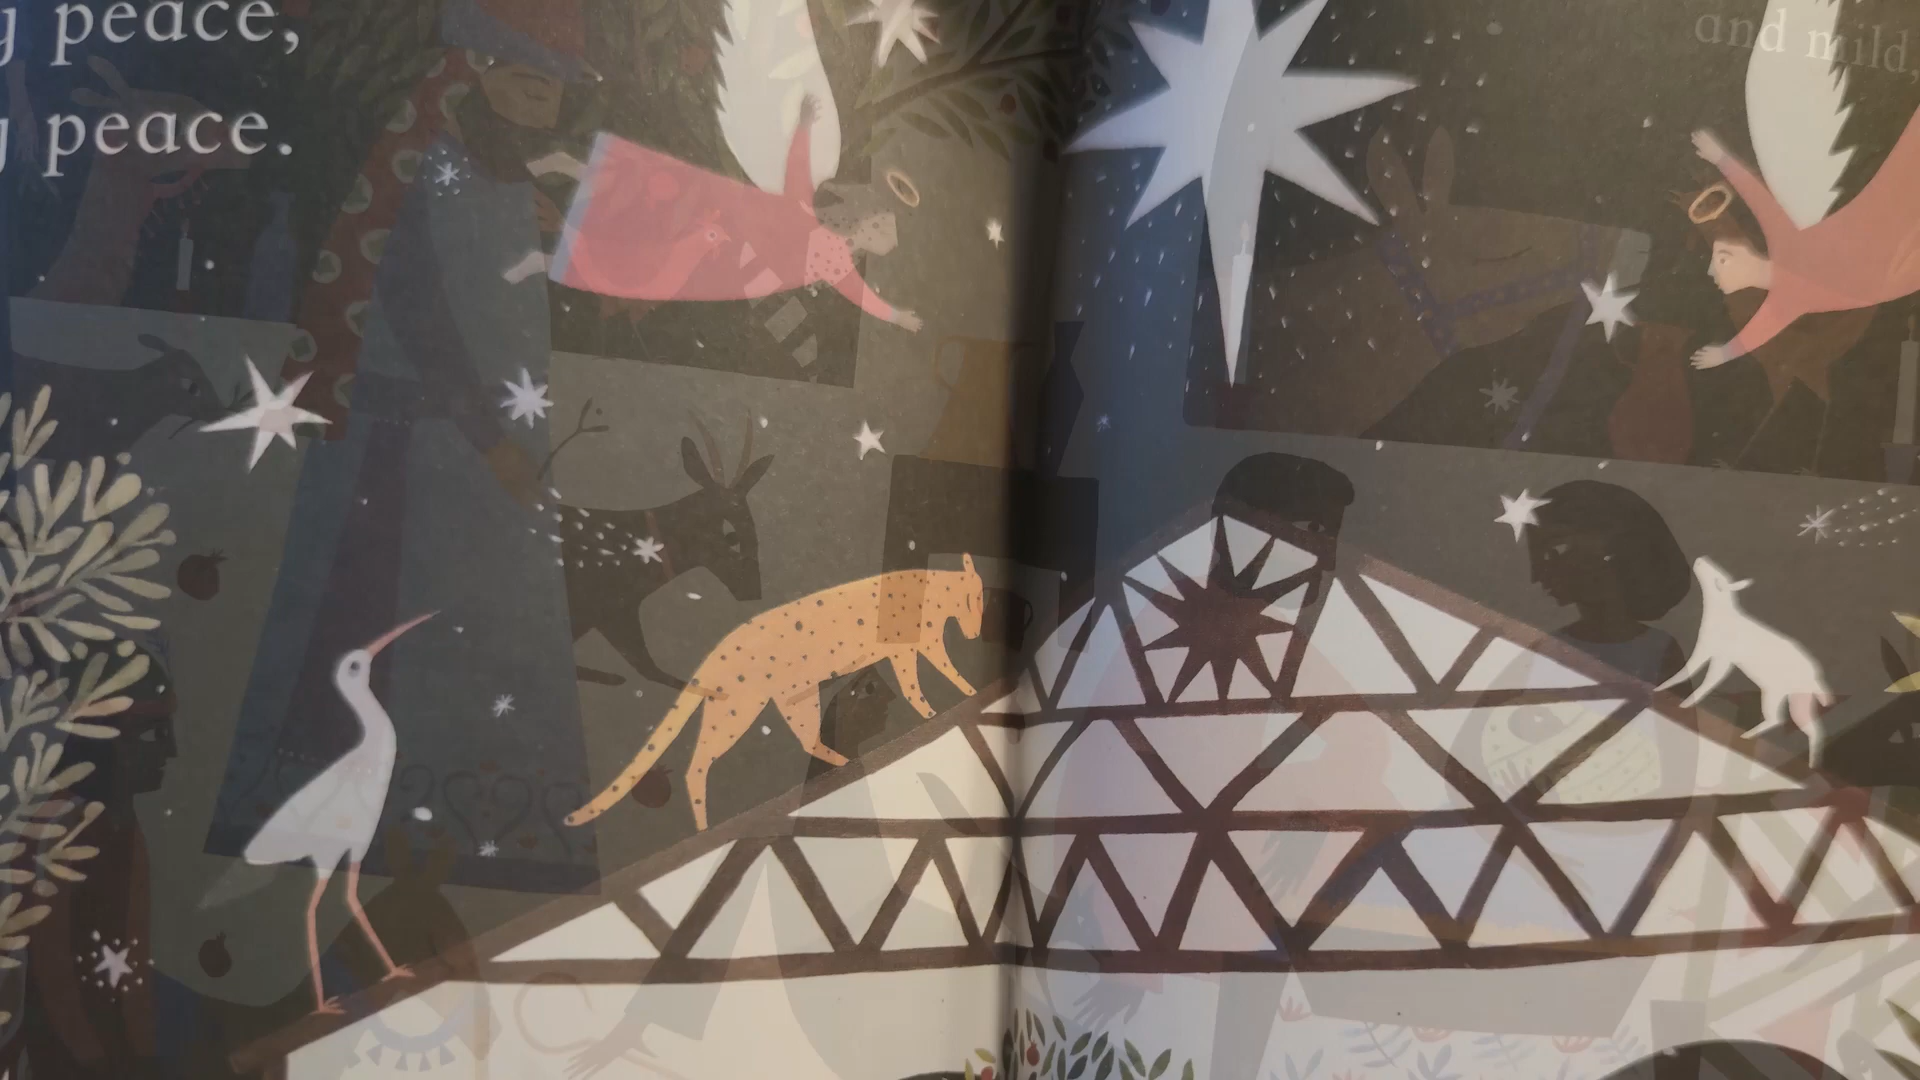 y peace,
y peace.
and mild,